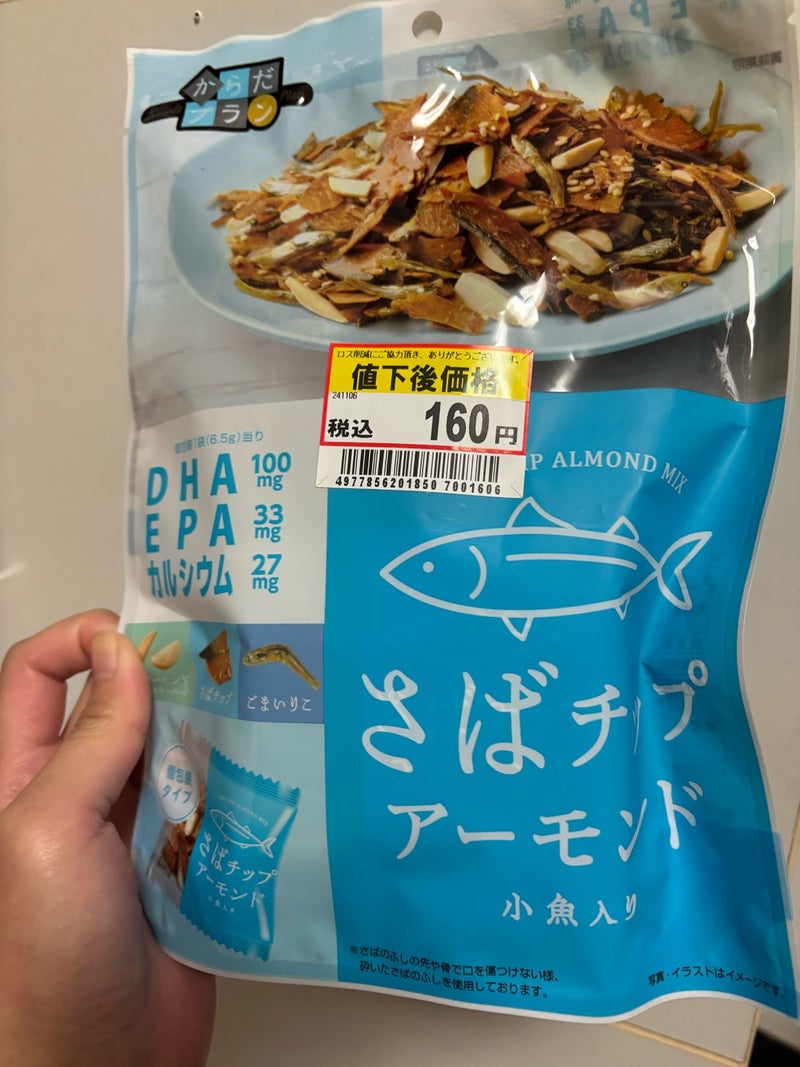 からだ
プラン
ロス削減にご協力頂き、ありがとうございます。
値下後価格
241106
税込 160円
4977856201850 7001606
個包装1袋(6.5g)当り
DHA 100mg
EPA 33mg
カルシウム 27mg
ALMOND MIX
さばチップ
ごまいりこ
さばチップ
アーモンド
小魚入り
個包装
タイプ
さばチップ
アーモンド
小魚入り
※さばのふしの先や骨で口を傷つけない様、
砕いたさばのふしを使用しております。
写真・イラストはイメージです。